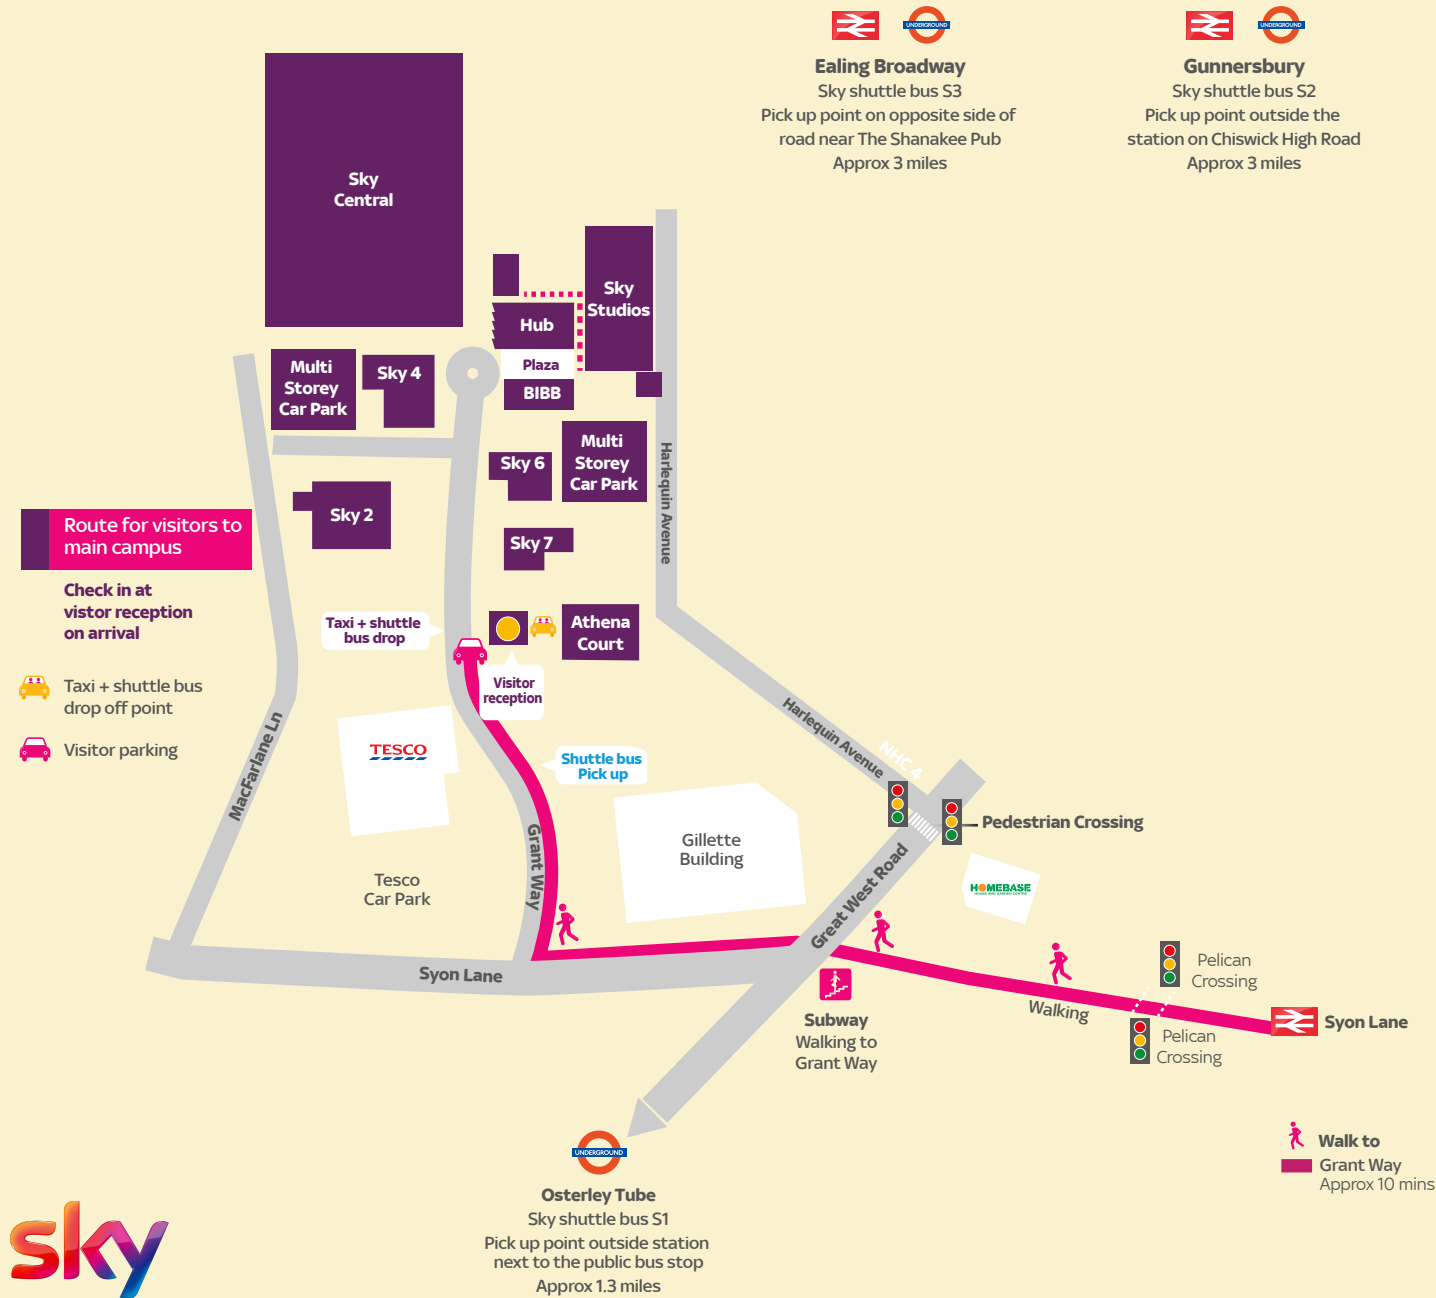 UNDERGROUND
Ealing Broadway
Sky shuttle bus S3
Pick up point on opposite side of
road near The Shanakee Pub
Approx 3 miles
UNDERGROUND
Gunnersbury
Sky shuttle bus S2
Pick up point outside the
station on Chiswick High Road
Approx 3 miles
Sky
Central
Sky
Studios
Hub
Plaza
BIBB
Multi
Storey
Car Park
Sky 4
Sky 6
Multi
Storey
Car Park
Harlequin Avenue
Sky 2
Sky 7
Route for visitors to
main campus
Check in at
vistor reception
on arrival
Taxi + shuttle bus
drop off point
Visitor parking
Taxi + shuttle
bus drop
Athena
Court
Visitor
reception
MacFarlane Ln
TESCO
Shuttle bus
Pick up
Harlequin Avenue
NHC 4
Pedestrian Crossing
Gillette
Building
Grant Way
Tesco
Car Park
Great West Road
HOMEBASE
HOUSE AND GARDEN CENTRE
Syon Lane
Pelican
Crossing
Walking
Pelican
Crossing
Syon Lane
Subway
Walking to
Grant Way
Walk to
Grant Way
Approx 10 mins
UNDERGROUND
Osterley Tube
Sky shuttle bus S1
Pick up point outside station
next to the public bus stop
Approx 1.3 miles
sky